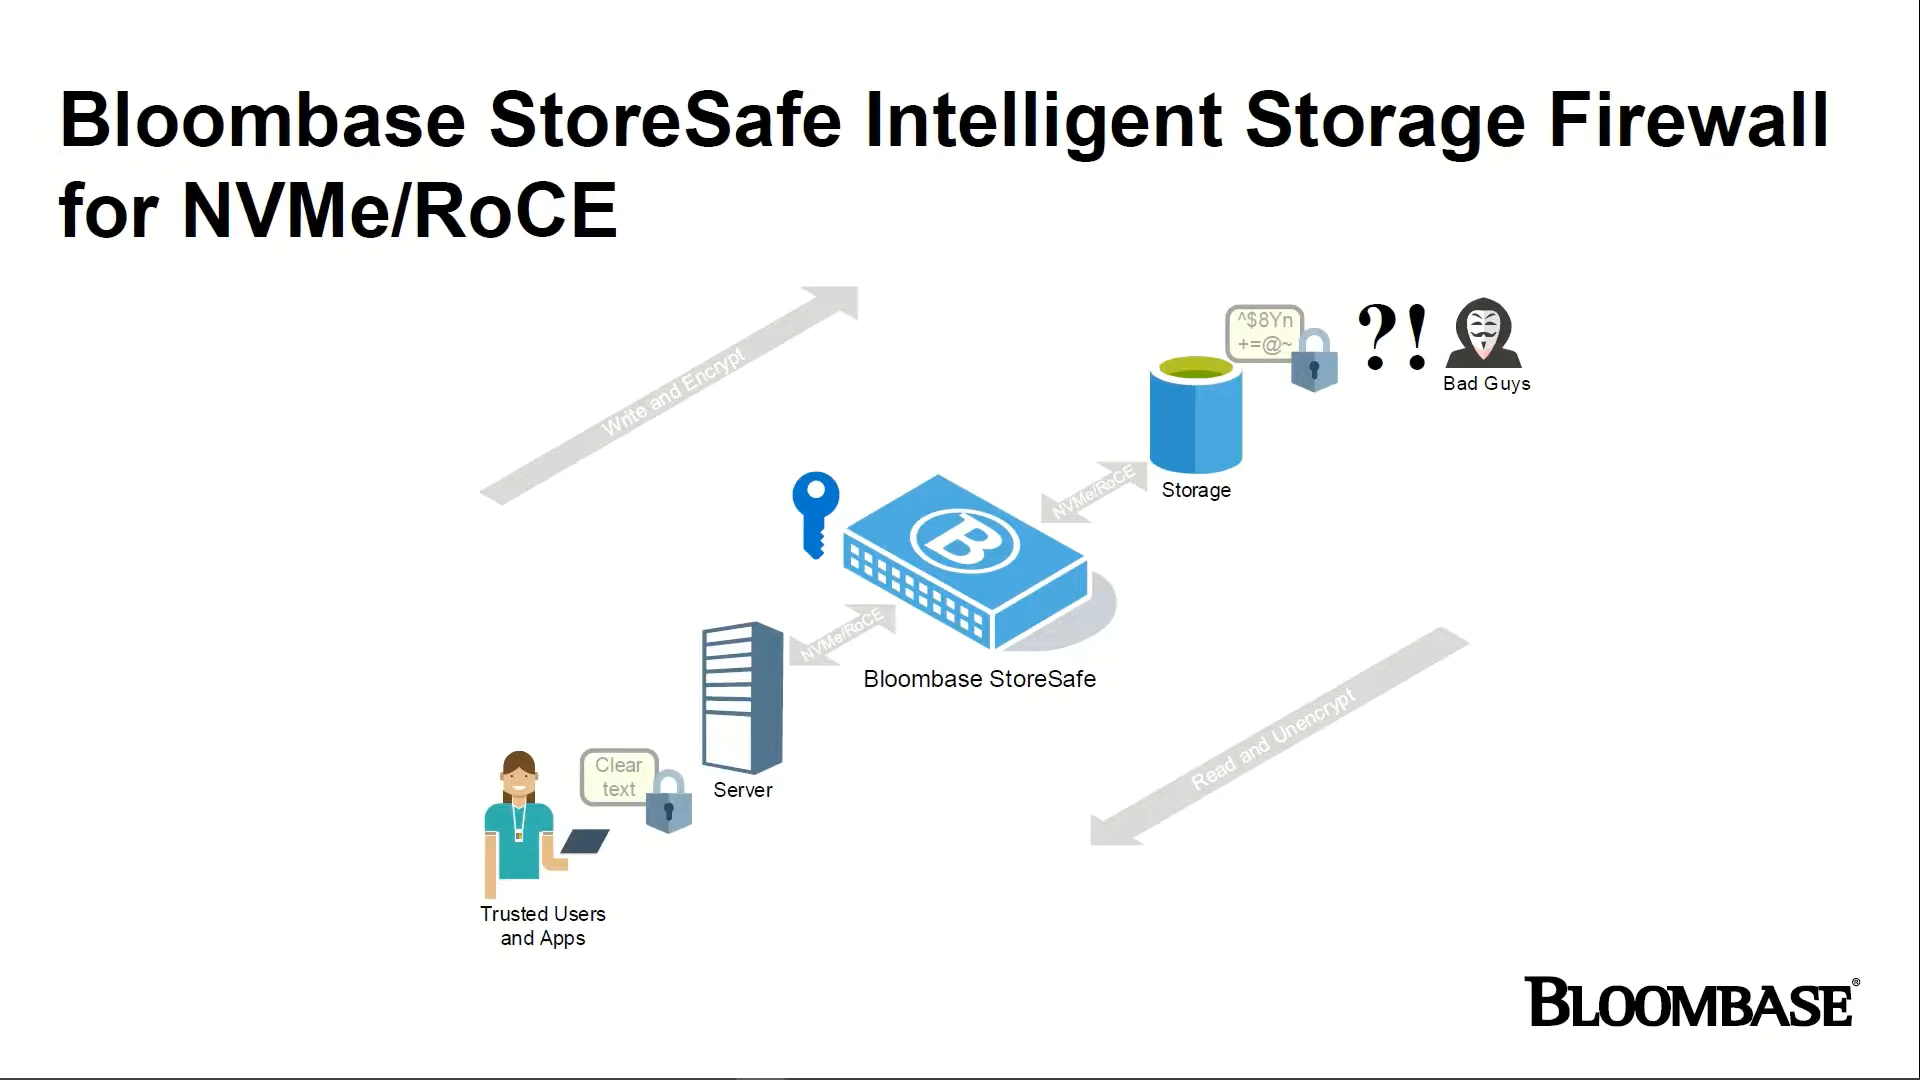 Bloombase StoreSafe Intelligent Storage Firewall
for NVMe/RoCE
Write and Encrypt
^$8Yn
+=@~
?!
Bad Guys
NVMe/RoCE
Storage
B
NVMe/RoCE
Bloombase StoreSafe
Read and Unencrypt
Clear
text
Server
Trusted Users
and Apps
BLOOMBASE®